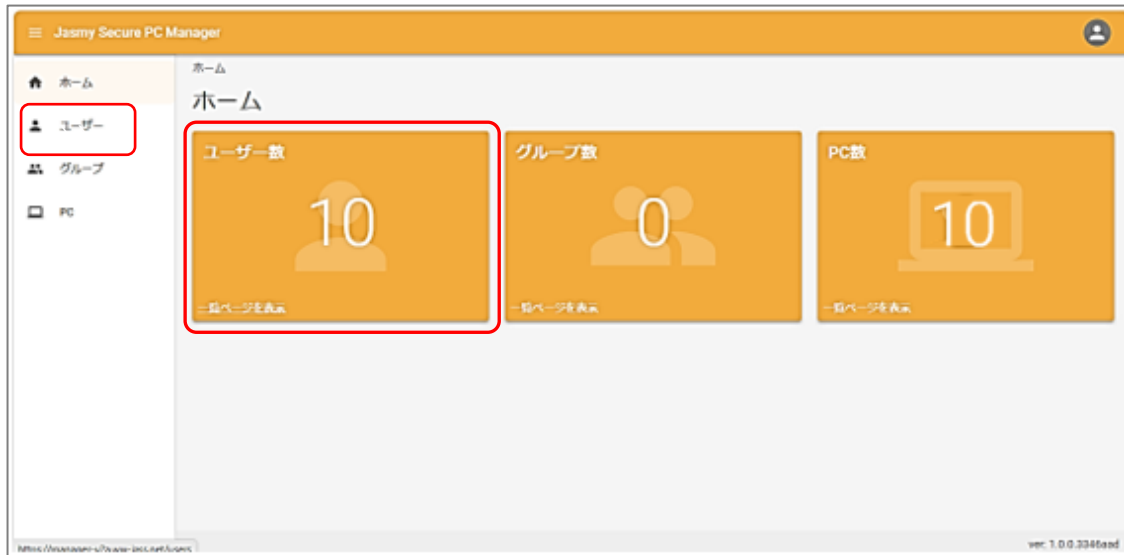 Jasmy Secure PC Manager
ホーム
ユーザー
グループ
PC
ホーム
ホーム
ユーザー数
10
一覧ページを表示
グループ数
0
一覧ページを表示
PC数
10
一覧ページを表示
ver. 1.0.0.3346aad